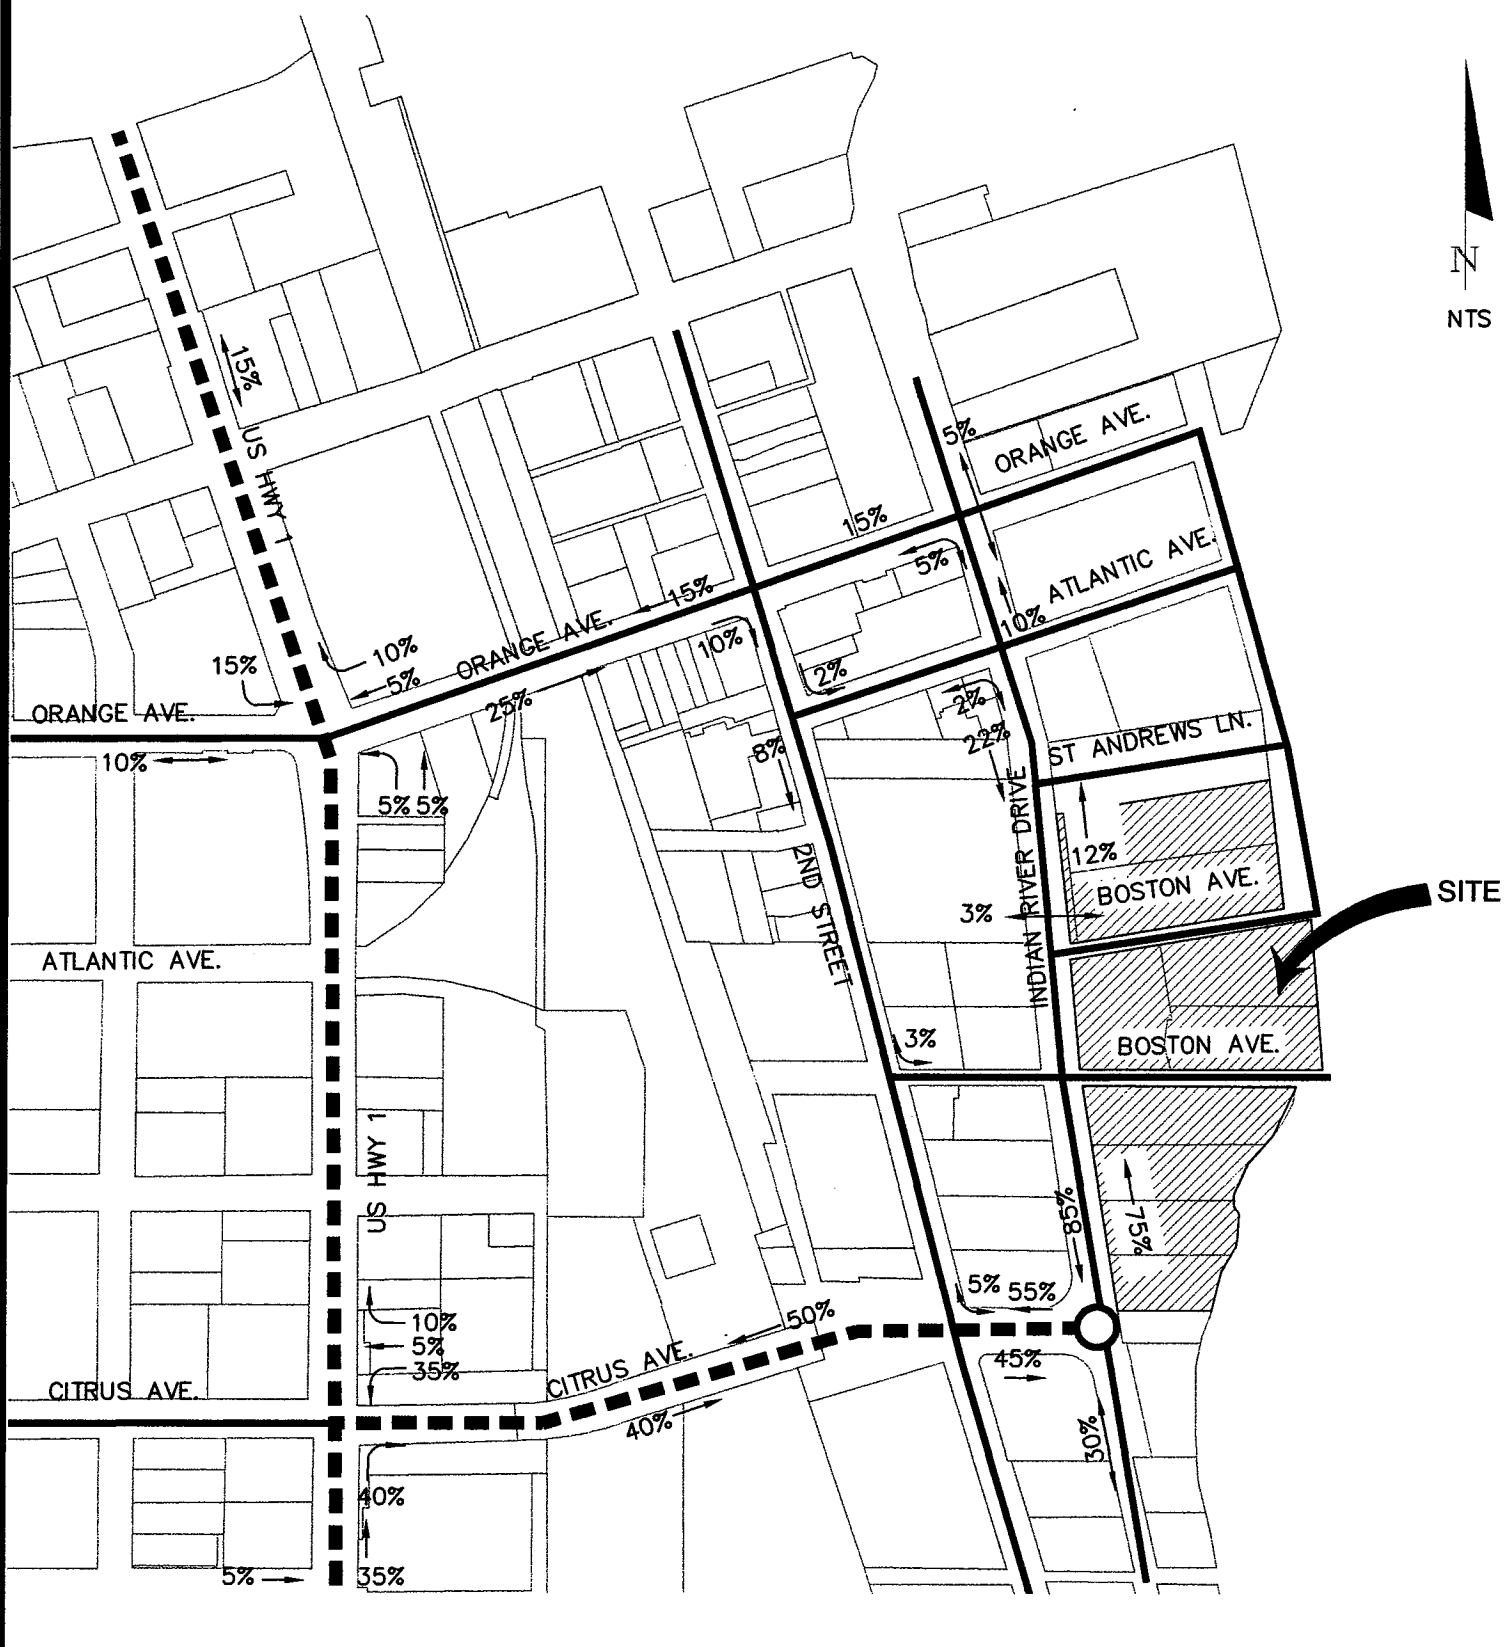 N
NTS
15%
US HWY 1
5%
ORANGE AVE.
15%
5%
ATLANTIC AVE.
15%
10%
ORANGE AVE.
10%
10%
15%
5%
2%
ORANGE AVE.
25%
2%
22%
ST ANDREWS LN.
8%
10%
5% 5%
INDIAN RIVER DRIVE
12%
2ND STREET
BOSTON AVE.
SITE
3%
ATLANTIC AVE.
3%
BOSTON AVE.
US HWY 1
85%
75%
5% 55%
50%
10%
5%
35%
45%
CITRUS AVE.
CITRUS AVE.
40%
30%
40%
5%
35%